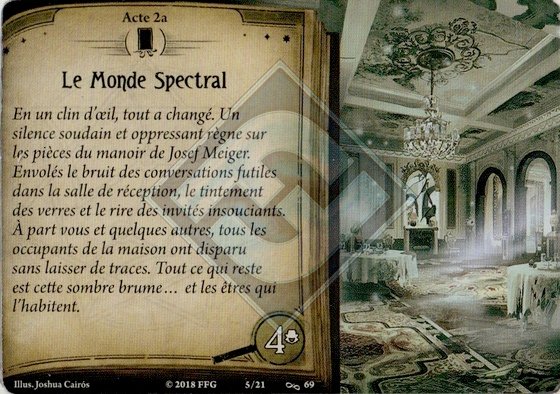 Acte 2a
Le Monde Spectral
En un clin d'œil, tout a changé. Un
silence soudain et oppressant règne sur
les pièces du manoir de Josef Meiger.
Envolés le bruit des conversations futiles
dans la salle de réception, le tintement
des verres et le rire des invités insouciants.
À part vous et quelques autres, tous les
occupants de la maison ont disparu
sans laisser de traces. Tout ce qui reste
est cette sombre brume… et les êtres qui
l'habitent.
4
Illus. Joshua Cairós © 2018 FFG 5/21 69